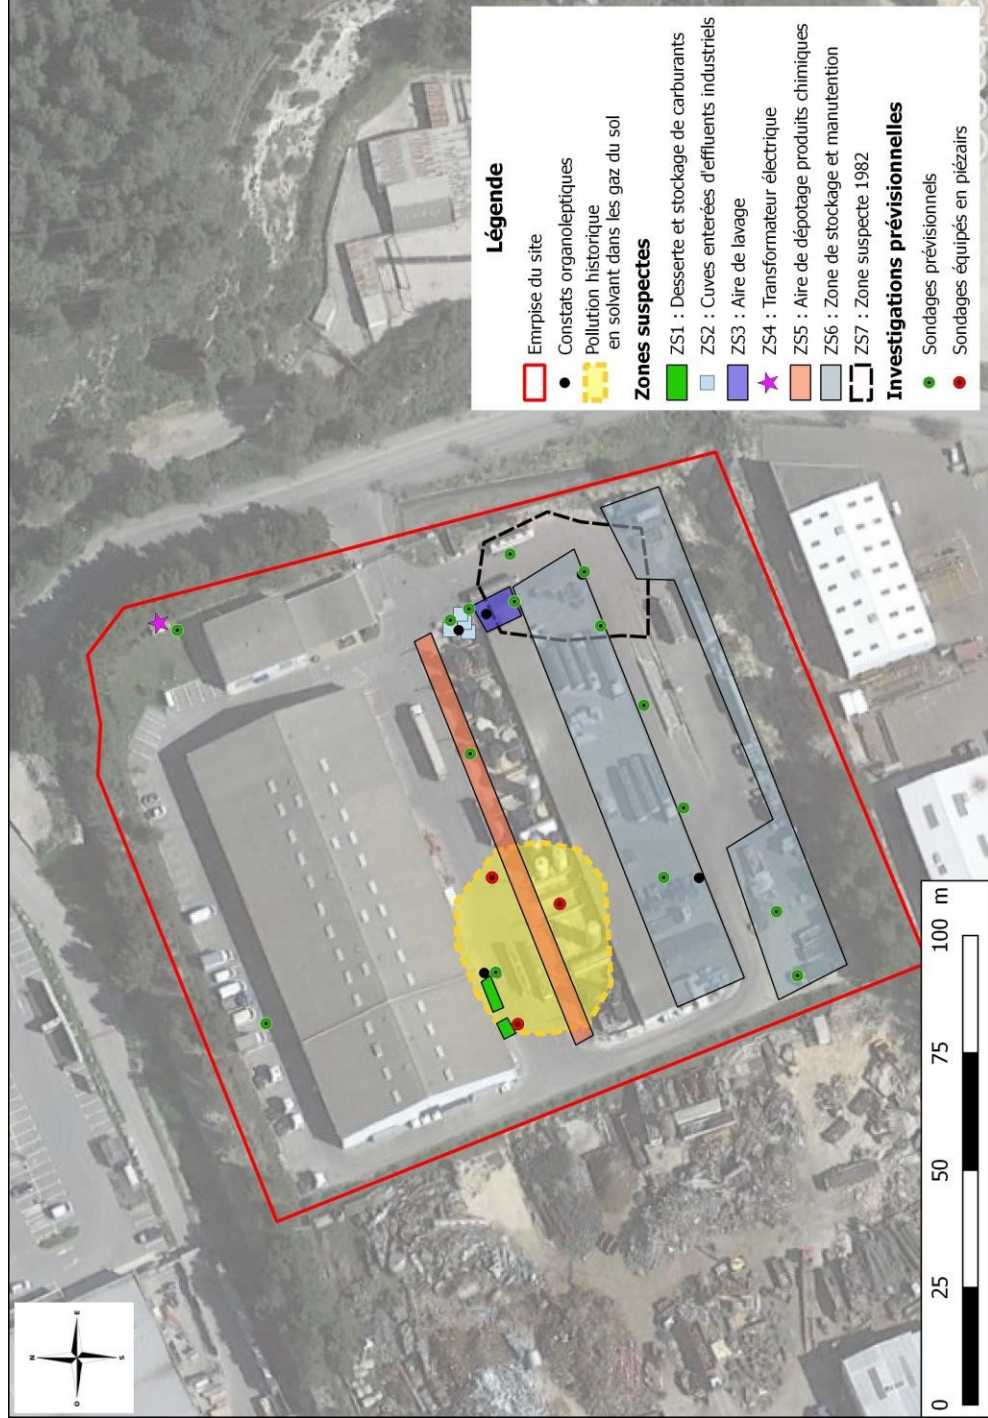 Légende
Emrpise du site
Constats organoleptiques
Pollution historique
en solvant dans les gaz du sol
Zones suspectes
ZS1 : Desserte et stockage de carburants
ZS2 : Cuves enterées d'effluents industriels
ZS3 : Aire de lavage
ZS4 : Transformateur électrique
ZS5 : Aire de dépotage produits chimiques
ZS6 : Zone de stockage et manutention
ZS7 : Zone suspecte 1982
Investigations prévisionnelles
Sondages prévisionnels
Sondages équipés en piézairs
N
O
E
S
0 25 50 75 100 m